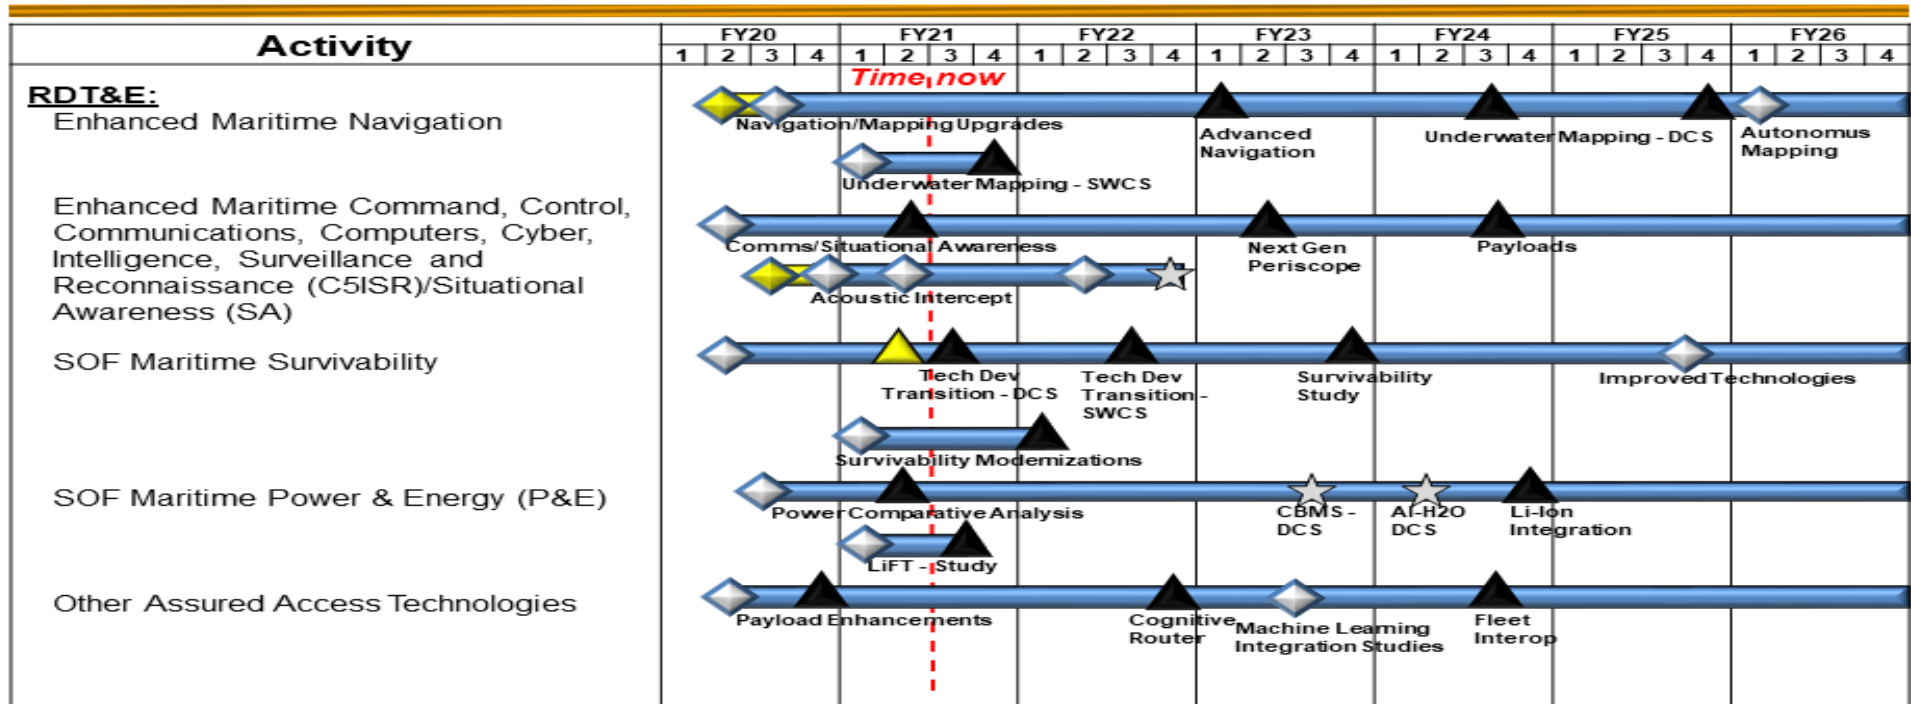 Activity
FY20 FY21 FY22 FY23 FY24 FY25 FY26
1 2 3 4 1 2 3 4 1 2 3 4 1 2 3 4 1 2 3 4 1 2 3 4 1 2 3 4
Time now
RDT&E:
Enhanced Maritime Navigation
Navigation/Mapping Upgrades
Advanced
Navigation
Underwater Mapping - DCS
Autonomus
Mapping
Underwater Mapping - SWCS
Enhanced Maritime Command, Control,
Communications, Computers, Cyber,
Intelligence, Surveillance and
Reconnaissance (C5ISR)/Situational
Awareness (SA)
Comms/Situational Awareness
Next Gen
Periscope
Payloads
Acoustic Intercept
SOF Maritime Survivability
Tech Dev
Transition - DCS
Tech Dev
Transition -
SWCS
Survivability
Study
Improved Technologies
Survivability Modernizations
SOF Maritime Power & Energy (P&E)
Power Comparative Analysis
CBMS -
DCS
Al-H2O
DCS
Li-Ion
Integration
LiFT - Study
Other Assured Access Technologies
Payload Enhancements
Cognitive
Router
Machine Learning
Integration Studies
Fleet
Interop